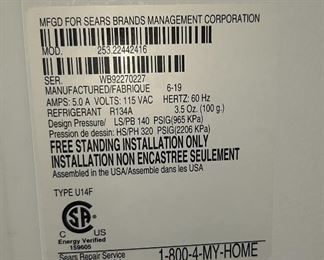 MFGD FOR SEARS BRANDS MANAGEMENT CORPORATION
MOD. 253.22442416
SER. WB92270227
MANUFACTURED/FABRIQUE 6-19
AMPS: 5.0 A VOLTS: 115 VAC HERTZ: 60 Hz
REFRIGERANT R134A 3.5 Oz. (100 g.)
Design Pressure/ LS/PB 140 PSIG(965 KPa)
Pression de dessin: HS/PH 320 PSIG(2206 KPa)
FREE STANDING INSTALLATION ONLY
INSTALLATION NON ENCASTREE SEULEMENT
Assembled in the USA/Assemble dans les USA
TYPE U14F
C US
Energy Verified
159605
Sears Repair Service 1-800-4-MY-HOME